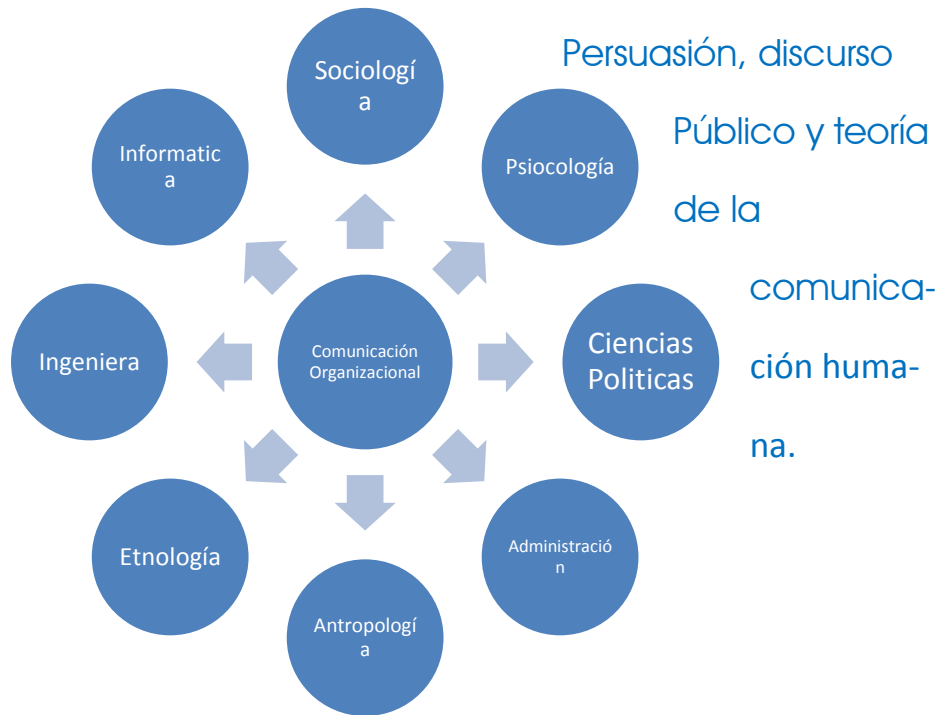 Sociologí
a
Persuasión, discurso
Público y teoría
de la
comunica-
ción huma-
na.
Psiocología
Ciencias
Politicas
Administració
n
Antropologí
a
Etnología
Ingeniera
Informatic
a
Comunicación
Organizacional